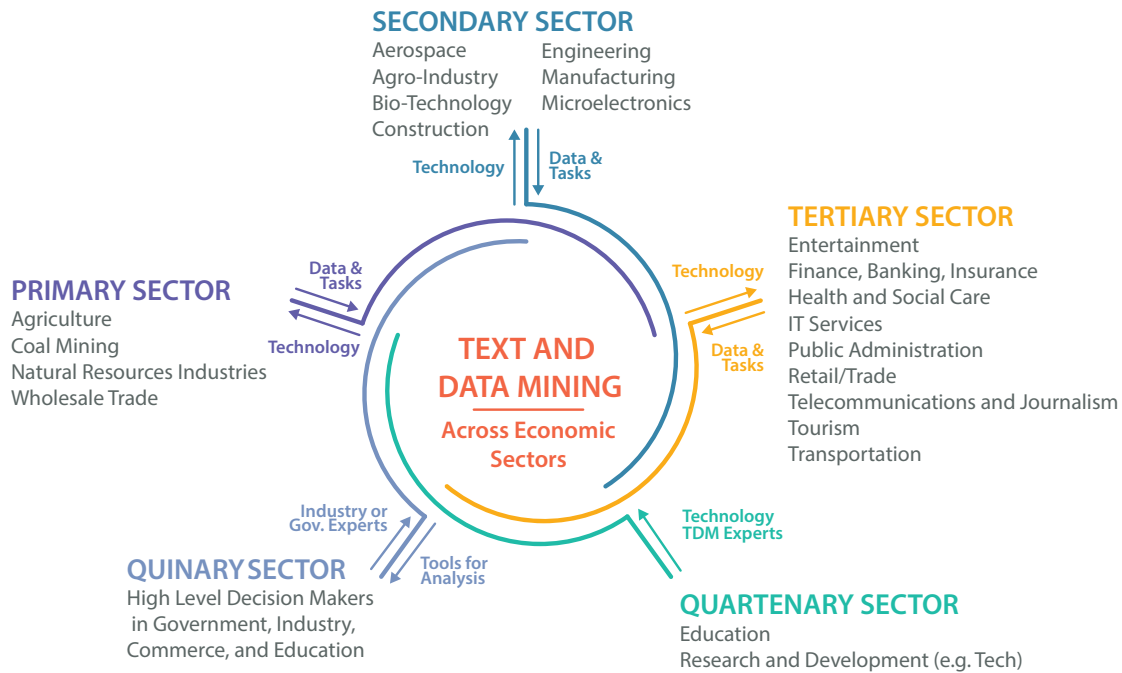 SECONDARY SECTOR
Aerospace
Agro-Industry
Bio-Technology
Construction
Engineering
Manufacturing
Microelectronics
Technology
Data &
Tasks
TERTIARY SECTOR
Entertainment
Finance, Banking, Insurance
Health and Social Care
IT Services
Public Administration
Retail/Trade
Telecommunications and Journalism
Tourism
Transportation
Technology
Data &
Tasks
PRIMARY SECTOR
Agriculture
Coal Mining
Natural Resources Industries
Wholesale Trade
Data &
Tasks
Technology
TEXT AND
DATA MINING
Across Economic
Sectors
Industry or
Gov. Experts
Tools for
Analysis
QUINARY SECTOR
High Level Decision Makers
in Government, Industry,
Commerce, and Education
Technology
TDM Experts
QUARTENARY SECTOR
Education
Research and Development (e.g. Tech)